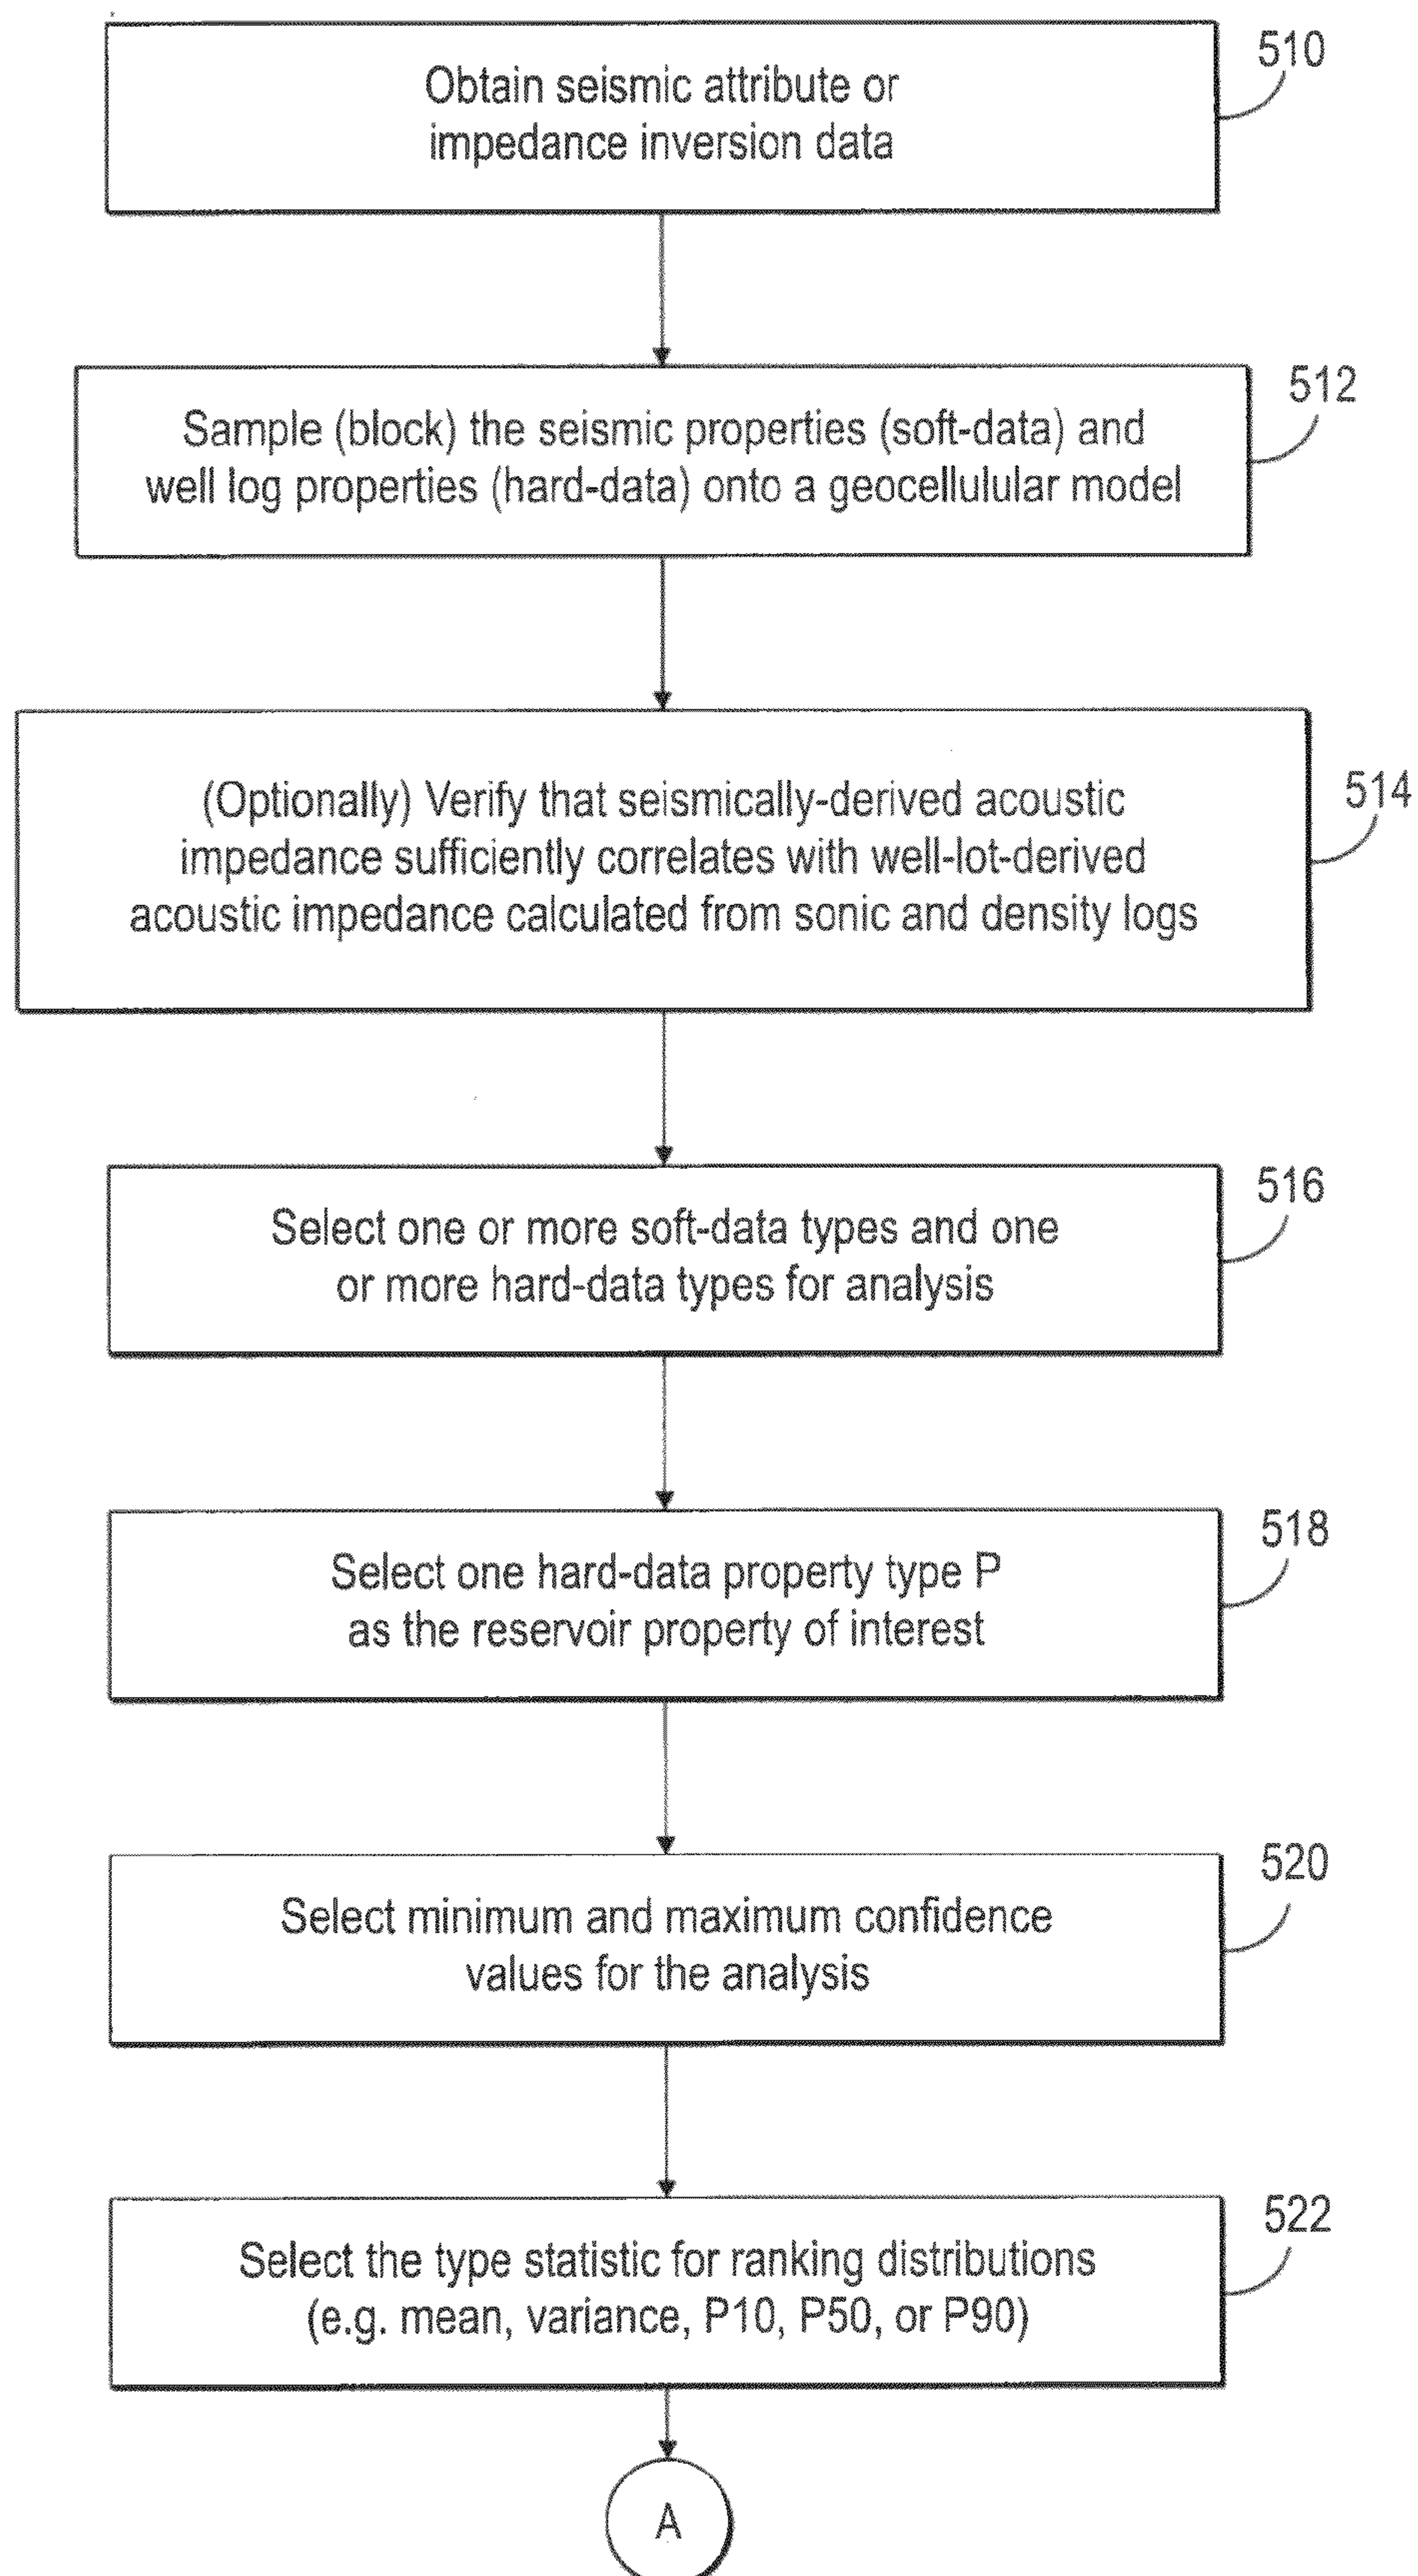 Obtain seismic attribute or
impedance inversion data
510
Sample (block) the seismic properties (soft-data) and
well log properties (hard-data) onto a geocellulular model
512
(Optionally) Verify that seismically-derived acoustic
impedance sufficiently correlates with well-lot-derived
acoustic impedance calculated from sonic and density logs
514
Select one or more soft-data types and one
or more hard-data types for analysis
516
Select one hard-data property type P
as the reservoir property of interest
518
Select minimum and maximum confidence
values for the analysis
520
Select the type statistic for ranking distributions
(e.g. mean, variance, P10, P50, or P90)
522
A